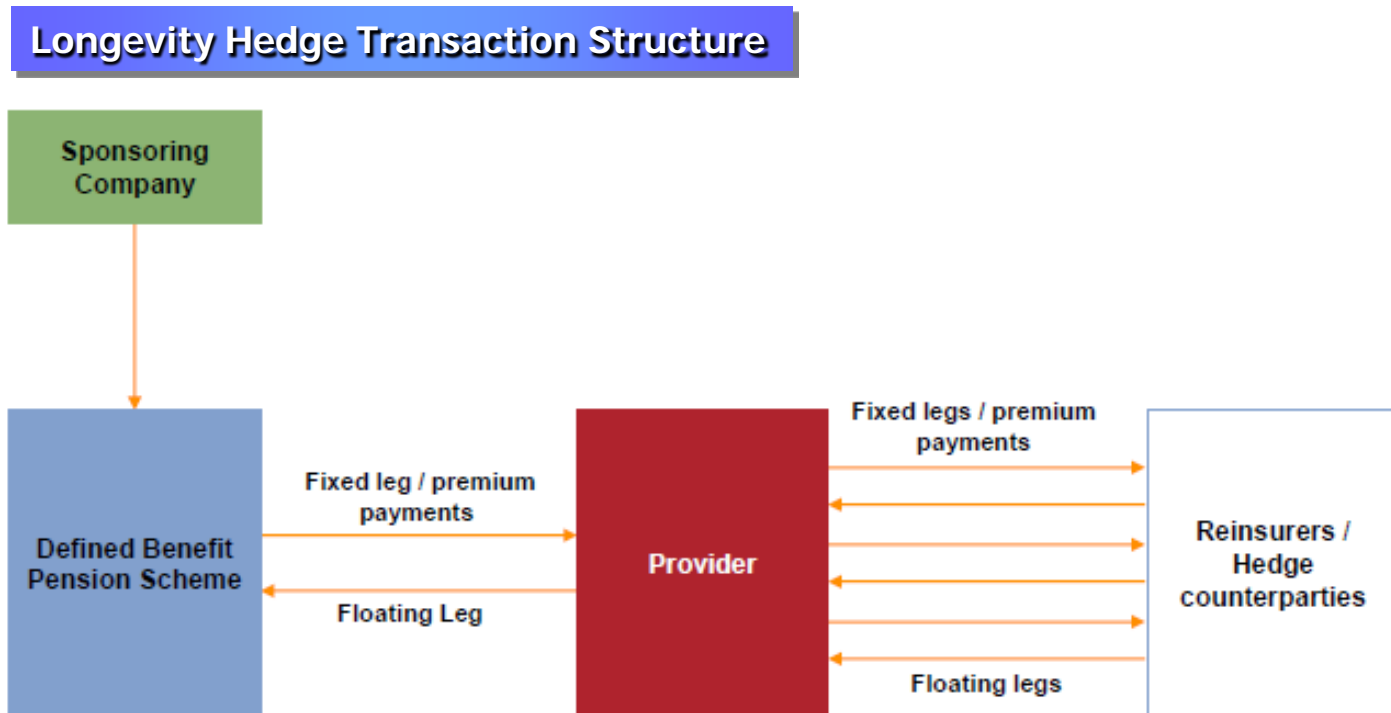 Longevity Hedge Transaction Structure
Sponsoring
Company
Fixed legs / premium
payments
Fixed leg / premium
payments
Defined Benefit
Pension Scheme
Provider
Reinsurers /
Hedge
counterparties
Floating Leg
Floating legs